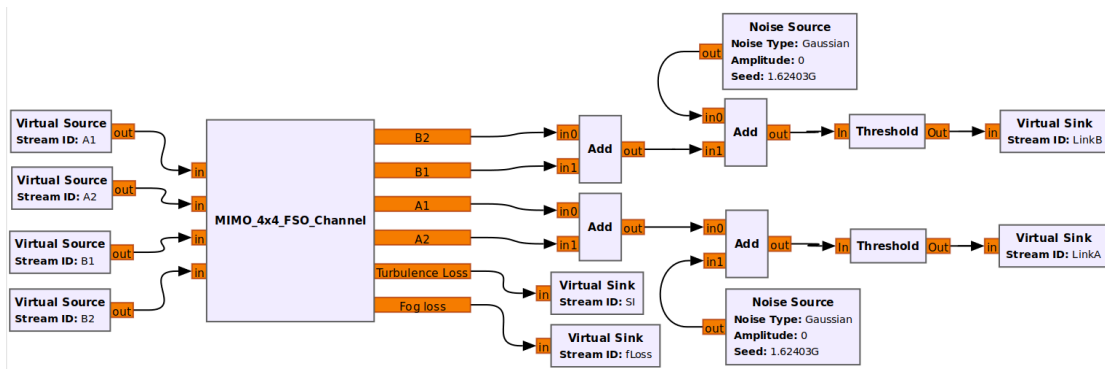 Noise Source
Noise Type: Gaussian
Amplitude: 0
Seed: 1.62403G
out
Virtual Source
Stream ID: A1
out
Virtual Source
Stream ID: A2
out
Virtual Source
Stream ID: B1
out
Virtual Source
Stream ID: B2
out
in
in
in
in
MIMO_4x4_FSO_Channel
B2
B1
A1
A2
Turbulence Loss
Fog loss
in0
in1
Add
out
in0
in1
Add
out
In
Threshold
Out
in
Virtual Sink
Stream ID: LinkB
in0
in1
Add
out
in0
in1
Add
out
In
Threshold
Out
in
Virtual Sink
Stream ID: LinkA
in
Virtual Sink
Stream ID: SI
in
Virtual Sink
Stream ID: fLoss
out
Noise Source
Noise Type: Gaussian
Amplitude: 0
Seed: 1.62403G